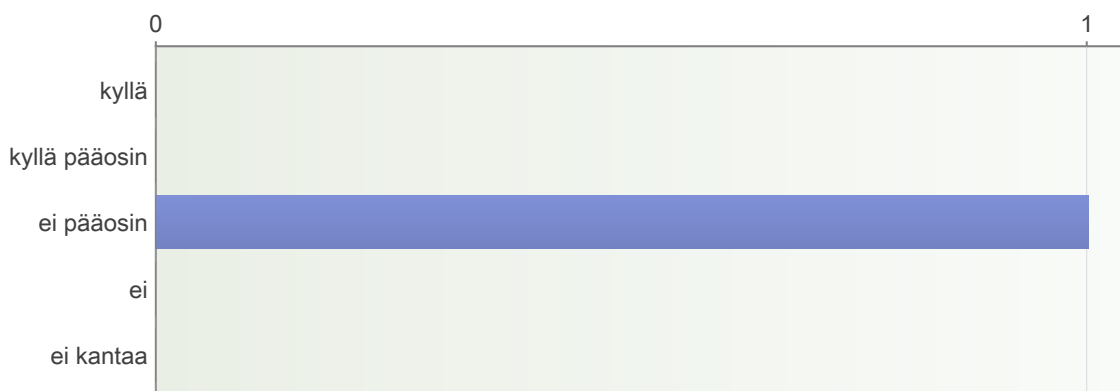 0 1
kyllä
kyllä pääosin
ei pääosin
ei
ei kantaa